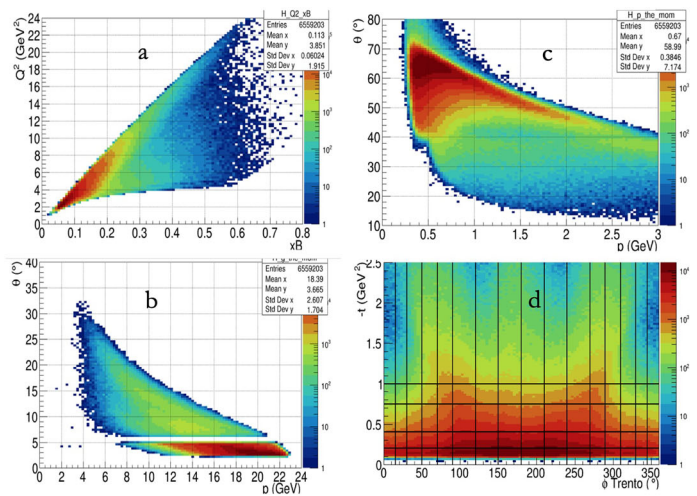 H_Q2_xB
Entries 6559203
Mean x 0.113
Mean y 3.851
Std Dev x 0.06024
Std Dev y 1.915
a
Q² (GeV²)
24
22
20
18
16
14
12
10
8
6
4
2
0
0 0.1 0.2 0.3 0.4 0.5 0.6 0.7 0.8
xB
10⁴
10³
10²
10
1
H_p_the_mom
Entries 6559203
Mean x 0.67
Mean y 58.99
Std Dev x 0.3846
Std Dev y 7.174
c
θ (°)
80
70
60
50
40
30
20
10
0 0.5 1 1.5 2 2.5 3
p (GeV)
10⁴
10³
10²
10
1
H_g_the_mom
Entries 6559203
Mean x 18.39
Mean y 3.665
Std Dev x 2.607
Std Dev y 1.704
b
θ (°)
40
35
30
25
20
15
10
5
0
0 2 4 6 8 10 12 14 16 18 20 22 24
p (GeV)
10³
10²
10
1
d
-t (GeV²)
2.5
2
1.5
1
0.5
0
0 50 100 150 200 250 300 350
ϕ Trento (°)
10⁴
10³
10²
10
1